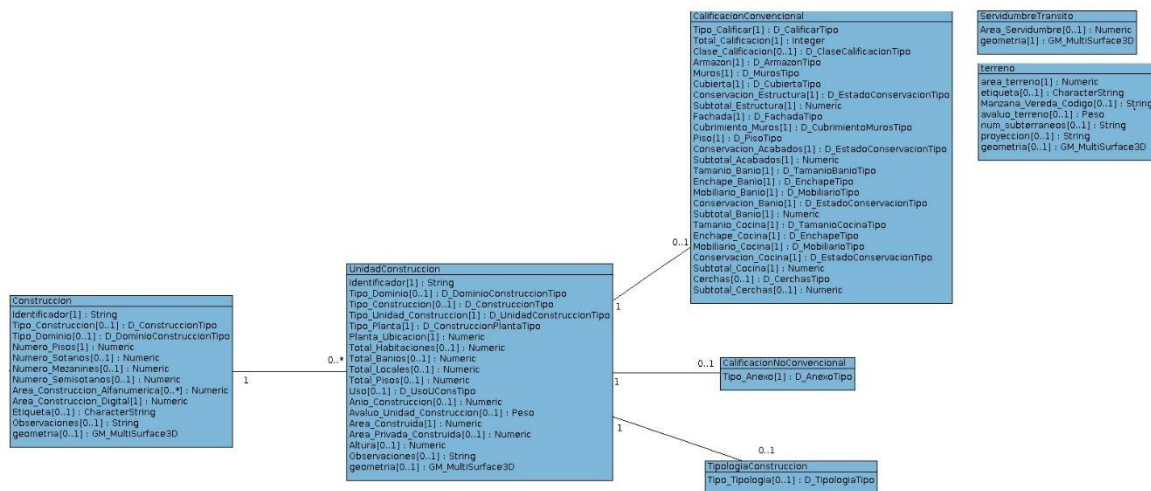 Construccion
Identificador[1] : String
Tipo_Construccion[0..1] : D_ConstruccionTipo
Tipo_Dominio[0..1] : D_DominioConstruccionTipo
Numero_Pisos[1] : Numeric
Numero_Sotanos[0..1] : Numeric
Numero_Mezanines[0..1] : Numeric
Numero_Semisotanos[0..1] : Numeric
Area_Construccion_Alfanumerica[0..*] : Numeric
Area_Construccion_Digital[1] : Numeric
Etiqueta[0..1] : CharacterString
Observaciones[0..1] : String
geometria[0..1] : GM_MultiSurface3D
1
0..*
UnidadConstruccion
Identificador[1] : String
Tipo_Dominio[0..1] : D_DominioConstruccionTipo
Tipo_Construccion[0..1] : D_ConstruccionTipo
Tipo_Unidad_Construccion[1] : D_UnidadConstruccionTipo
Tipo_Planta[1] : D_ConstruccionPlantaTipo
Planta_Ubicacion[1] : Numeric
Total_Habitaciones[0..1] : Numeric
Total_Banios[0..1] : Numeric
Total_Locales[0..1] : Numeric
Total_Pisos[0..1] : Numeric
Uso[0..1] : D_UsoUConsTipo
Anio_Construccion[0..1] : Numeric
Avaluo_Unidad_Construccion[0..1] : Peso
Area_Construida[1] : Numeric
Area_Privada_Construida[0..1] : Numeric
Altura[0..1] : Numeric
Observaciones[0..1] : String
geometria[0..1] : GM_MultiSurface3D
1
0..1
1
0..1
1
0..1
CalificacionConvencional
Tipo_Calificar[1] : D_CalificarTipo
Total_Calificacion[1] : Integer
Clase_Calificacion[0..1] : D_ClaseCalificacionTipo
Armazon[1] : D_ArmazonTipo
Muros[1] : D_MurosTipo
Cubierta[1] : D_CubiertaTipo
Conservacion_Estructura[1] : D_EstadoConservacionTipo
Subtotal_Estructura[1] : Numeric
Fachada[1] : D_FachadaTipo
Cubrimiento_Muros[1] : D_CubrimientoMurosTipo
Piso[1] : D_PisoTipo
Conservacion_Acabados[1] : D_EstadoConservacionTipo
Subtotal_Acabados[1] : Numeric
Tamanio_Banio[1] : D_TamanioBanioTipo
Enchape_Banio[1] : D_EnchapeTipo
Mobiliario_Banio[1] : D_MobiliarioTipo
Conservacion_Banio[1] : D_EstadoConservacionTipo
Subtotal_Banio[1] : Numeric
Tamanio_Cocina[1] : D_TamanioCocinaTipo
Enchape_Cocina[1] : D_EnchapeTipo
Mobiliario_Cocina[1] : D_MobiliarioTipo
Conservacion_Cocina[1] : D_EstadoConservacionTipo
Subtotal_Cocina[1] : Numeric
Cerchas[0..1] : D_CerchasTipo
Subtotal_Cerchas[0..1] : Numeric
CalificacionNoConvencional
Tipo_Anexo[1] : D_AnexoTipo
TipologiaConstruccion
Tipo_Tipologia[0..1] : D_TipologiaTipo
ServidumbreTransito
Area_Servidumbre[0..1] : Numeric
geometria[1] : GM_MultiSurface3D
terreno
area_terreno[1] : Numeric
etiqueta[0..1] : CharacterString
Manzana_Vereda_Codigo[0..1] : String
avaluo_terreno[0..1] : Peso
num_subterraneos[0..1] : String
proyeccion[0..1] : String
geometria[0..1] : GM_MultiSurface3D